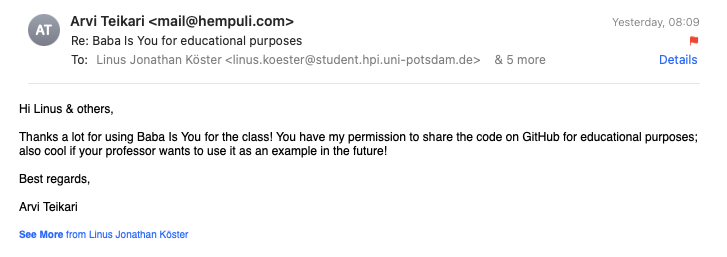 AT
Arvi Teikari <mail@hempuli.com>
Yesterday, 08:09
Re: Baba Is You for educational purposes
To: Linus Jonathan Köster <linus.koester@student.hpi.uni-potsdam.de> & 5 more
Details
Hi Linus & others,
Thanks a lot for using Baba Is You for the class! You have my permission to share the code on GitHub for educational purposes;
also cool if your professor wants to use it as an example in the future!
Best regards,
Arvi Teikari
See More from Linus Jonathan Köster